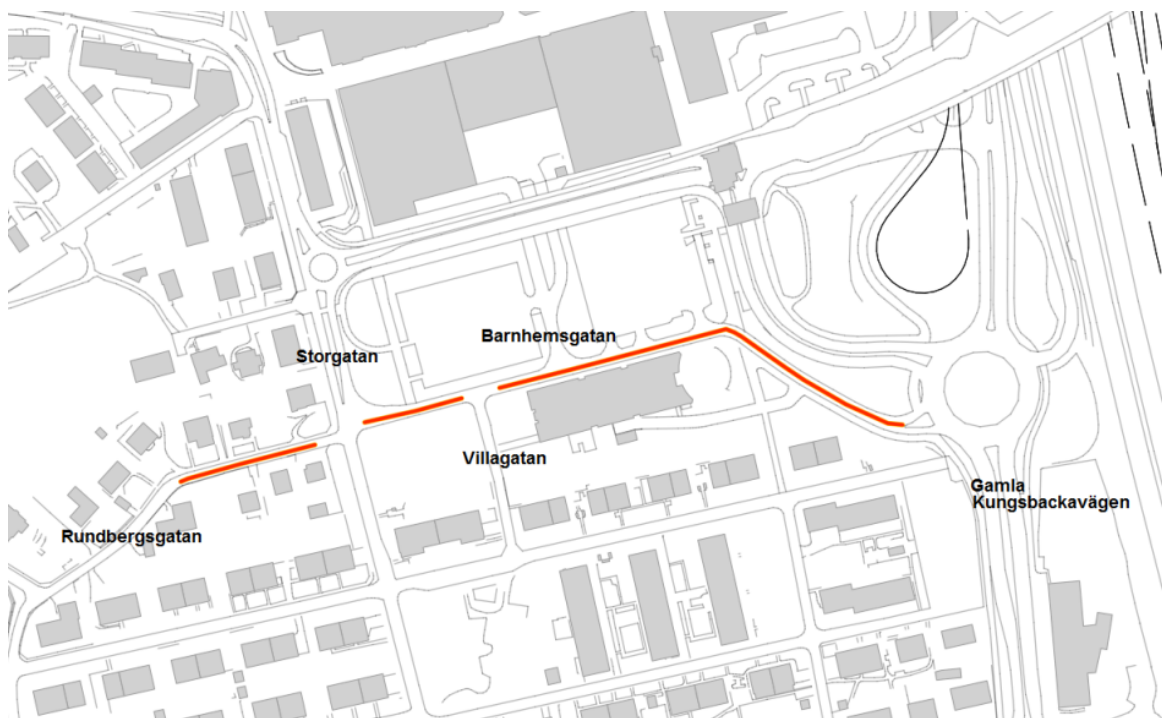 Barnhemsgatan
Storgatan
Villagatan
Gamla
Kungsbackavägen
Rundbergsgatan